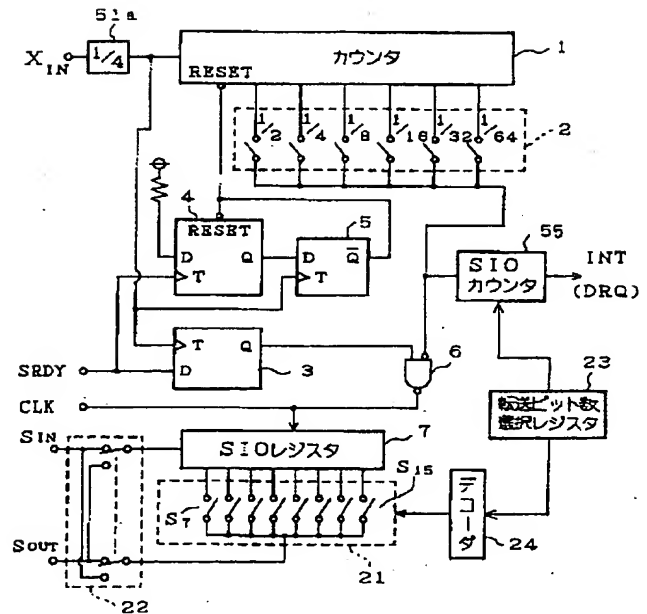 51a
X IN
1/4
カウンタ
RESET
1
1/2
1/4
1/8
1/16
1/32
1/64
2
4
RESET
D
Q
T
5
D
Q̅
T
55
SIO
カウンタ
INT
(DRQ)
T
Q
D
3
6
SRDY
CLK
23
転送ビット数
選択レジスタ
SIN
SIOレジスタ
7
S7
S15
デコーダ
24
SOUT
21
22